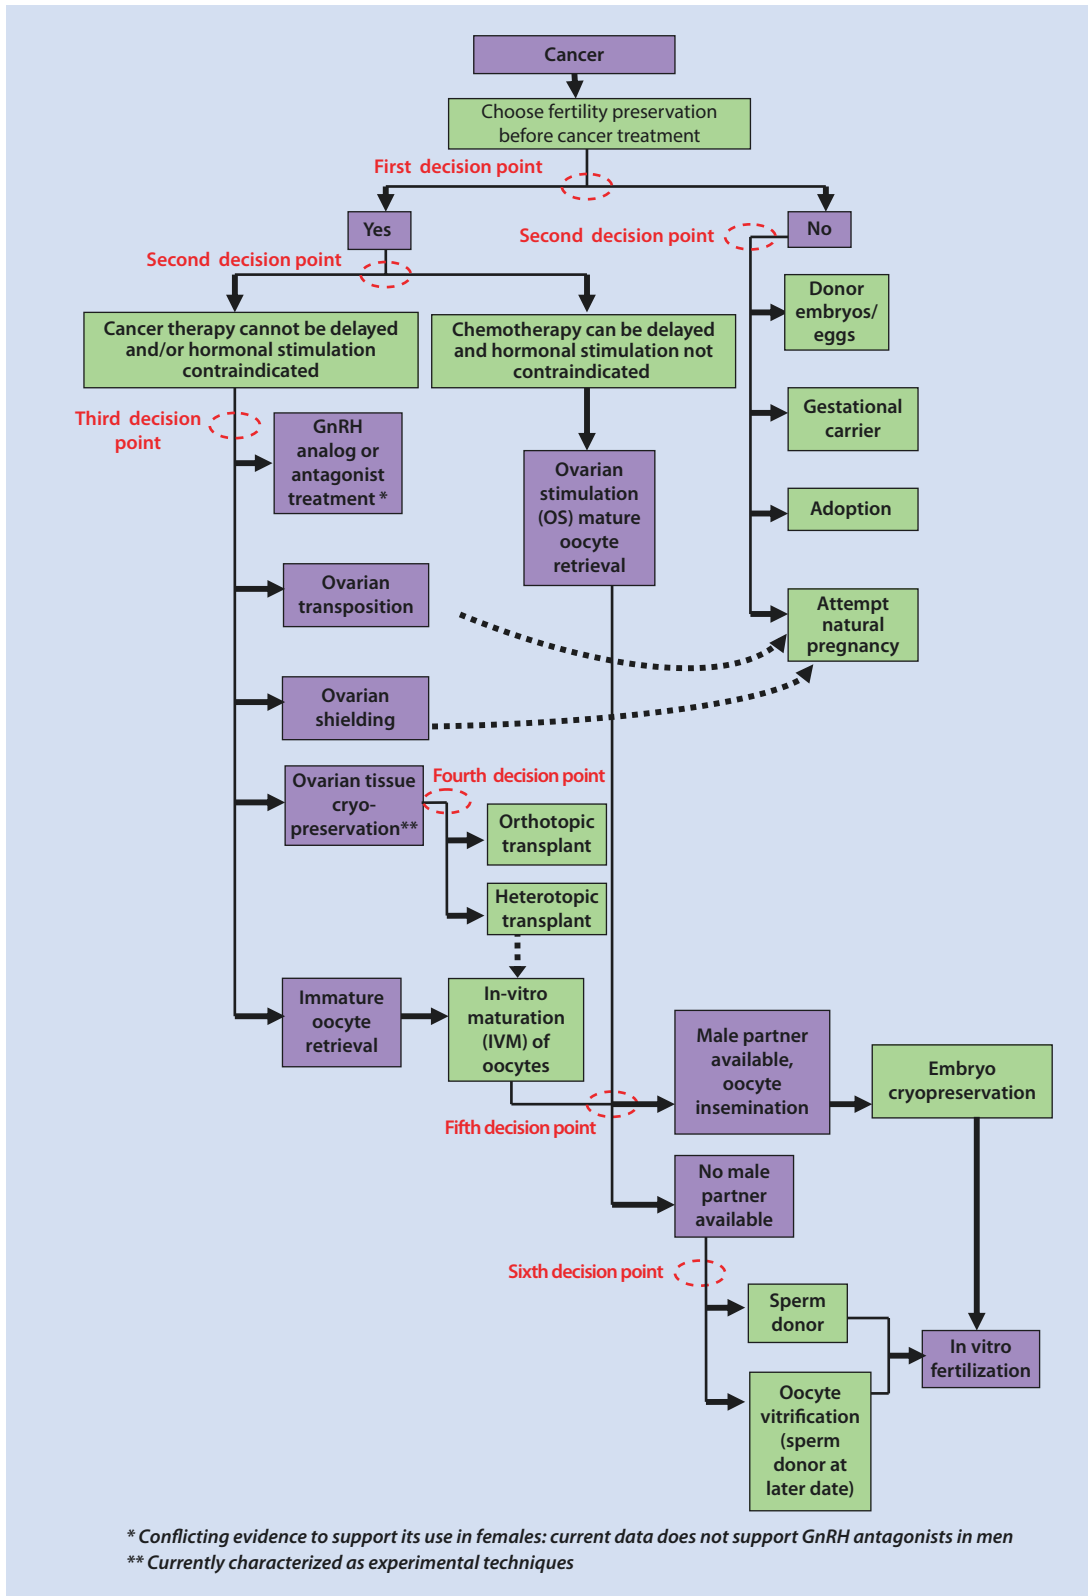 Cancer
Choose fertility preservation
before cancer treatment
First decision point
Yes
No
Second decision point
Second decision point
Donor
embryos/
eggs
Cancer therapy cannot be delayed
and/or hormonal stimulation
contraindicated
Chemotherapy can be delayed
and hormonal stimulation not
contraindicated
Gestational
carrier
Third decision
point
GnRH
analog or
antagonist
treatment *
Ovarian
stimulation
(OS) mature
oocyte
retrieval
Adoption
Ovarian
transposition
Attempt
natural
pregnancy
Ovarian
shielding
Ovarian tissue
cryo-
preservation**
Fourth decision point
Orthotopic
transplant
Heterotopic
transplant
Immature
oocyte
retrieval
In-vitro
maturation
(IVM) of
oocytes
Male partner
available,
oocyte
insemination
Embryo
cryopreservation
Fifth decision point
No male
partner
available
Sixth decision point
Sperm
donor
In vitro
fertilization
Oocyte
vitrification
(sperm
donor at
later date)
* Conflicting evidence to support its use in females: current data does not support GnRH antagonists in men
** Currently characterized as experimental techniques